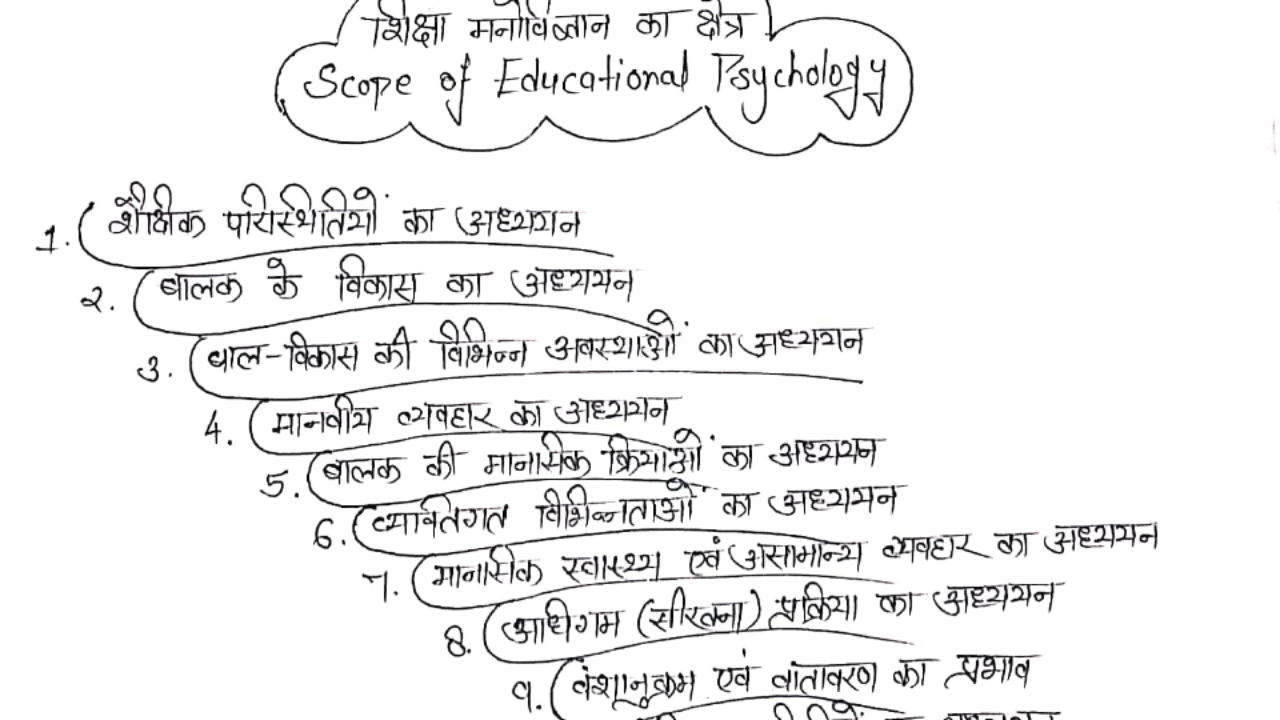 शिक्षा मनोविज्ञान का क्षेत्र
Scope of Educational Psychology
1. शैक्षिक परिस्थितियों का अध्ययन
2. बालक के विकास का अध्ययन
3. बाल-विकास की विभिन्न अवस्थाओं का अध्ययन
4. मानवीय व्यवहार का अध्ययन
5. बालक की मानसिक क्रियाओं का अध्ययन
6. व्यक्तिगत विभिन्नताओं का अध्ययन
7. मानसिक स्वास्थ्य एवं असामान्य व्यवहार का अध्ययन
8. अधिगम (सीखना) प्रक्रिया का अध्ययन
9. वंशानुक्रम एवं वांतावरण का प्रभाव